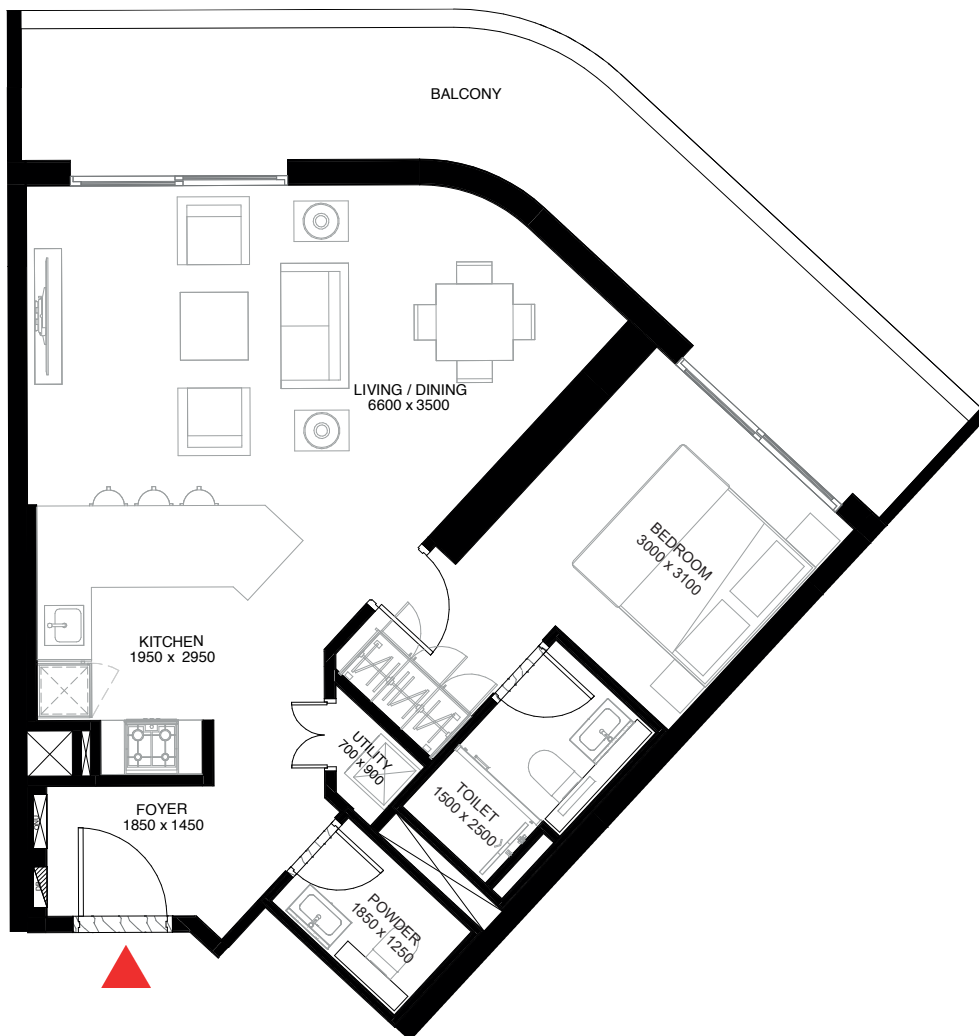 BALCONY
LIVING / DINING
6600 x 3500
BEDROOM
3000 x 3100
KITCHEN
1950 x 2950
UTILITY
700 x 900
TOILET
1500 x 2500
FOYER
1850 x 1450
POWDER
1850 x 1250